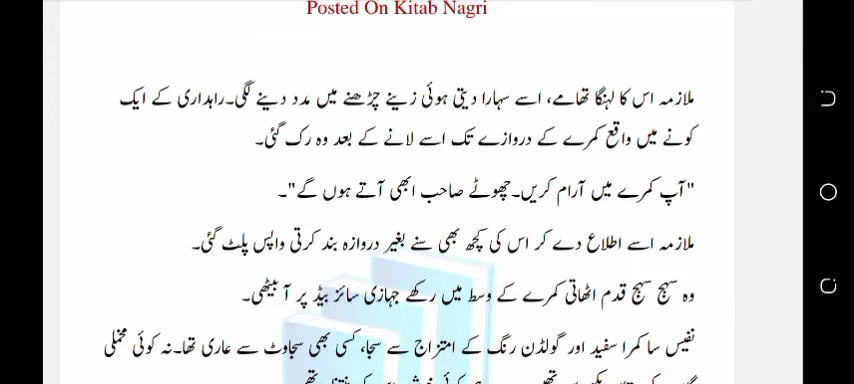 Posted On Kitab Nagri
ملازمہ اس کا لہنگا تھامے، اسے سہارا دیتی ہوئی زینے چڑھنے میں مدد دینے لگی۔راہداری کے ایک
کونے میں واقع کمرے کے دروازے تک اسے لانے کے بعد وہ رک گئی۔
"آپ کمرے میں آرام کریں۔چھوٹے صاحب ابھی آتے ہوں گے"۔
ملازمہ اسے اطلاع دے کر اس کی کچھ بھی سنے بغیر دروازہ بند کرتی واپس پلٹ گئی۔
وہ سہج سہج قدم اٹھاتی کمرے کے وسط میں رکھے جہازی سائز بیڈ پر آ بیٹھی۔
نفیس سا کمرا سفید اور گولڈن رنگ کے امتزاج سے سجا، کسی بھی سجاوٹ سے عاری تھا۔نہ کوئی مخملی